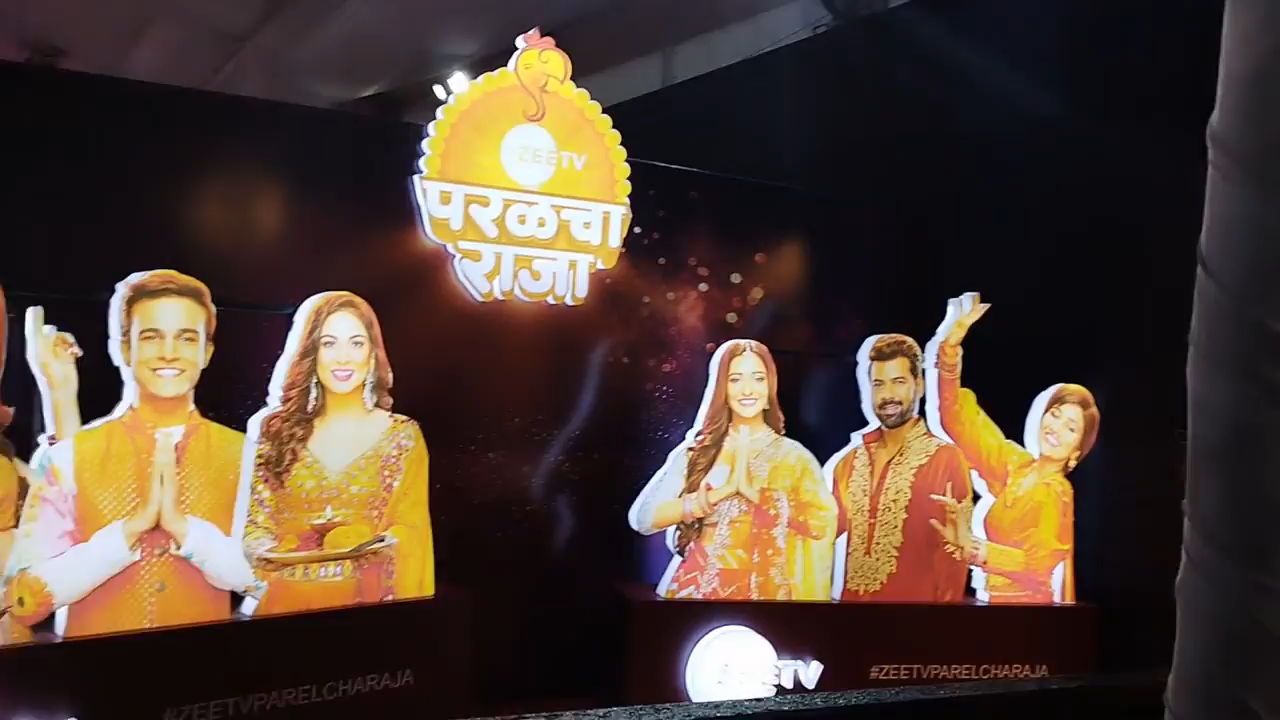 ZEETV
परळचा
राजा
ZEETV
#ZEETVPARELCHARAJA
#ZEETVPARELCHARAJA